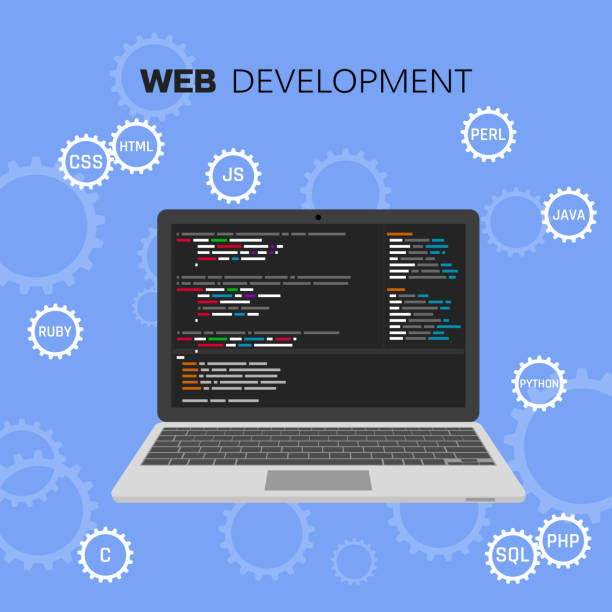 WEB DEVELOPMENT
PERL
HTML
CSS
JS
JAVA
RUBY
PYTHON
PHP
C
SQL